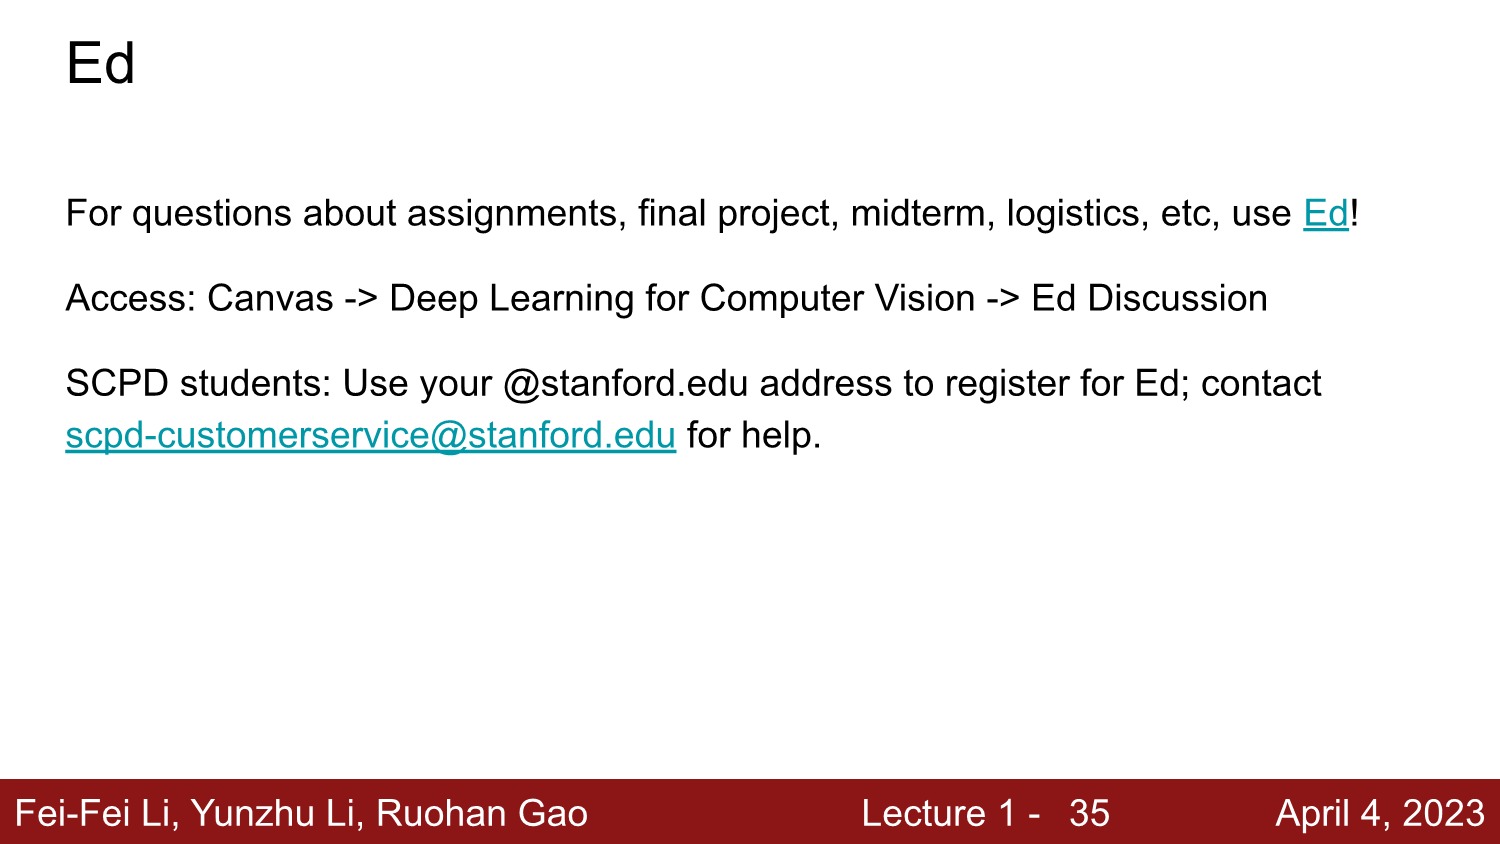 Ed
For questions about assignments, final project, midterm, logistics, etc, use Ed!
Access: Canvas -> Deep Learning for Computer Vision -> Ed Discussion
SCPD students: Use your @stanford.edu address to register for Ed; contact
scpd-customerservice@stanford.edu for help.
Fei-Fei Li, Yunzhu Li, Ruohan Gao Lecture 1 - 35 April 4, 2023